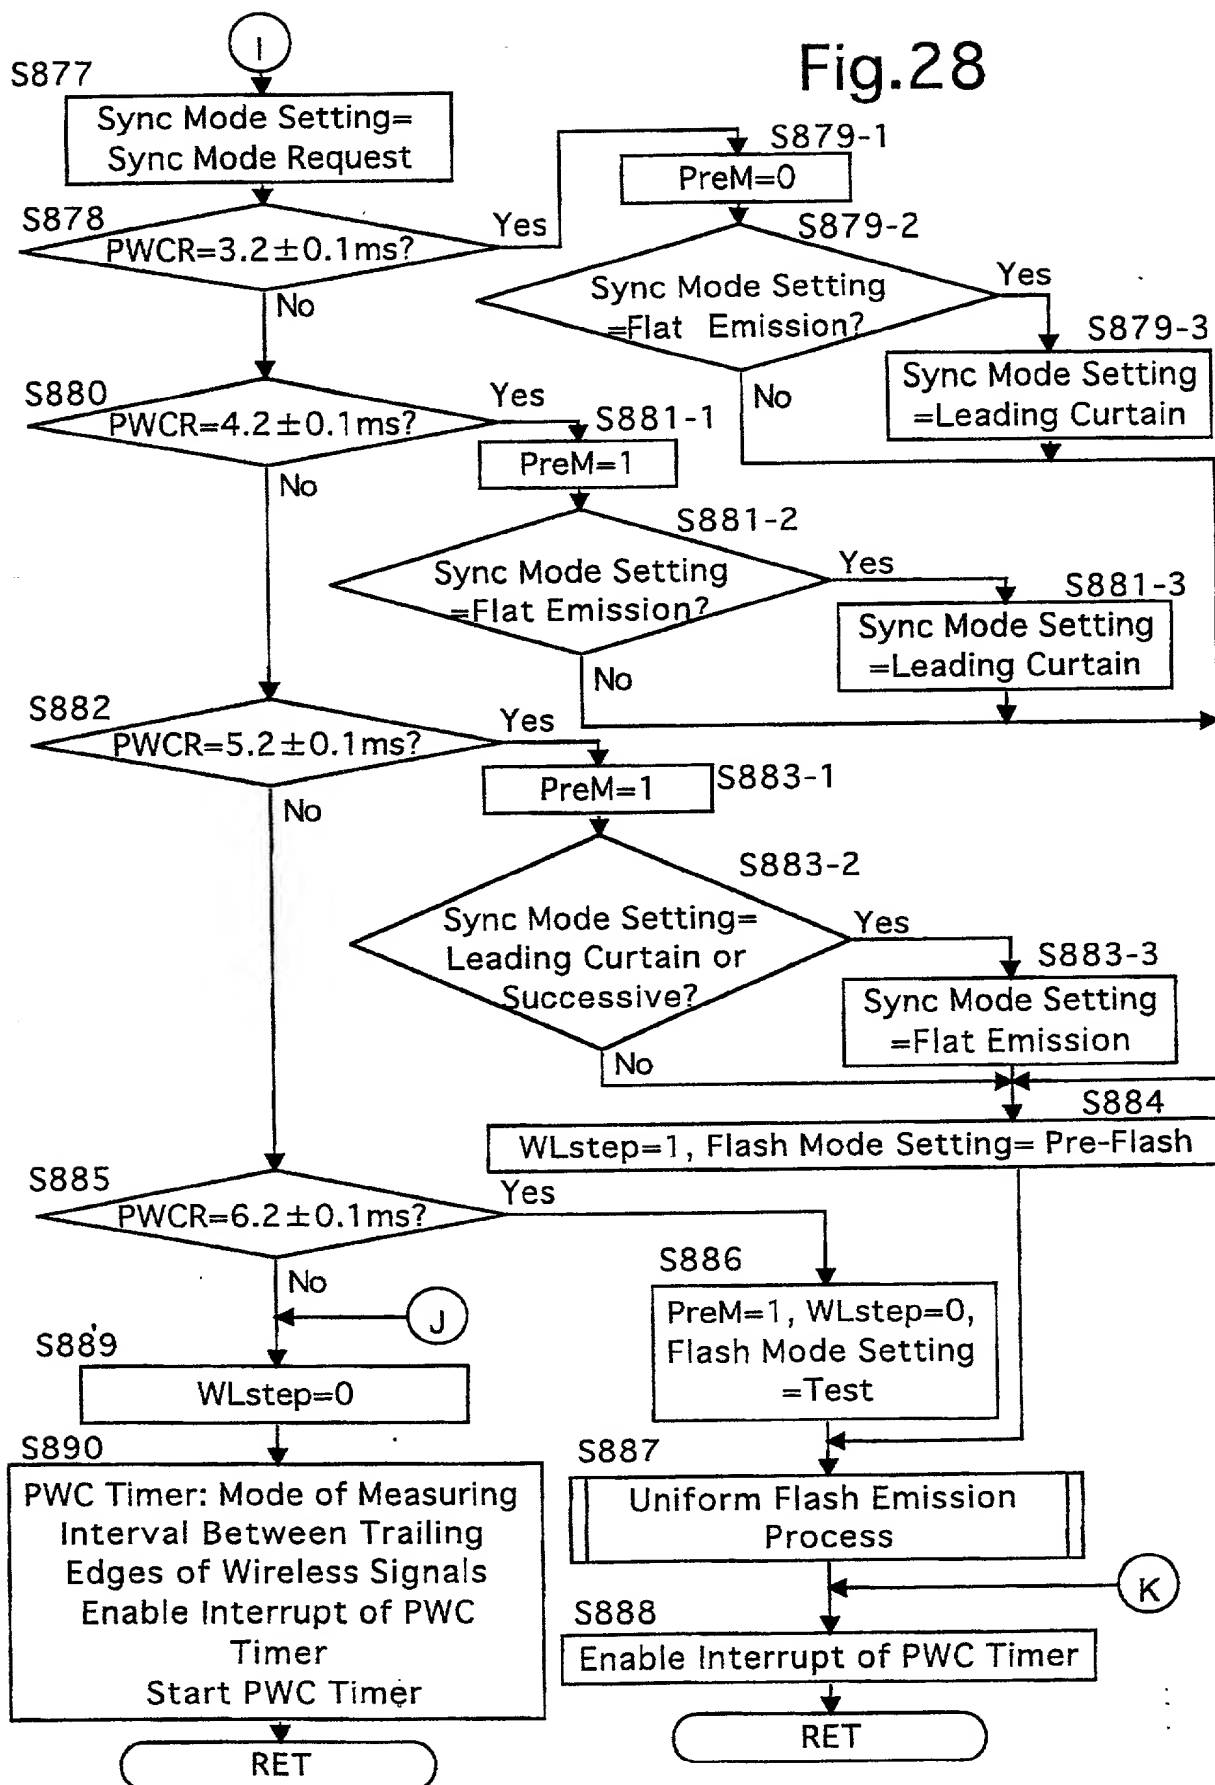 Fig.28
I
S877
Sync Mode Setting=
Sync Mode Request
S878
PWCR=3.2±0.1ms?
Yes
No
S879-1
PreM=0
S879-2
Sync Mode Setting
=Flat Emission?
Yes
No
S879-3
Sync Mode Setting
=Leading Curtain
S880
PWCR=4.2±0.1ms?
Yes
No
S881-1
PreM=1
S881-2
Sync Mode Setting
=Flat Emission?
Yes
No
S881-3
Sync Mode Setting
=Leading Curtain
S882
PWCR=5.2±0.1ms?
Yes
No
S883-1
PreM=1
S883-2
Sync Mode Setting=
Leading Curtain or
Successive?
Yes
No
S883-3
Sync Mode Setting
=Flat Emission
S884
WLstep=1, Flash Mode Setting= Pre-Flash
S885
PWCR=6.2±0.1ms?
Yes
No
S886
PreM=1, WLstep=0,
Flash Mode Setting
=Test
J
S889
WLstep=0
S887
Uniform Flash Emission
Process
K
S888
Enable Interrupt of PWC Timer
RET
S890
PWC Timer: Mode of Measuring
Interval Between Trailing
Edges of Wireless Signals
Enable Interrupt of PWC
Timer
Start PWC Timer
RET